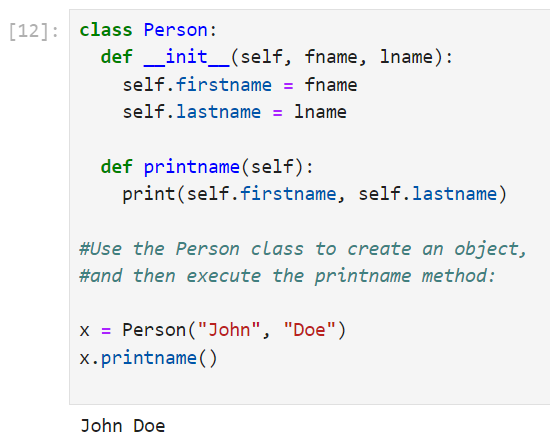 [12]: class Person:
  def __init__(self, fname, lname):
    self.firstname = fname
    self.lastname = lname

  def printname(self):
    print(self.firstname, self.lastname)

#Use the Person class to create an object,
#and then execute the printname method:

x = Person("John", "Doe")
x.printname()

John Doe